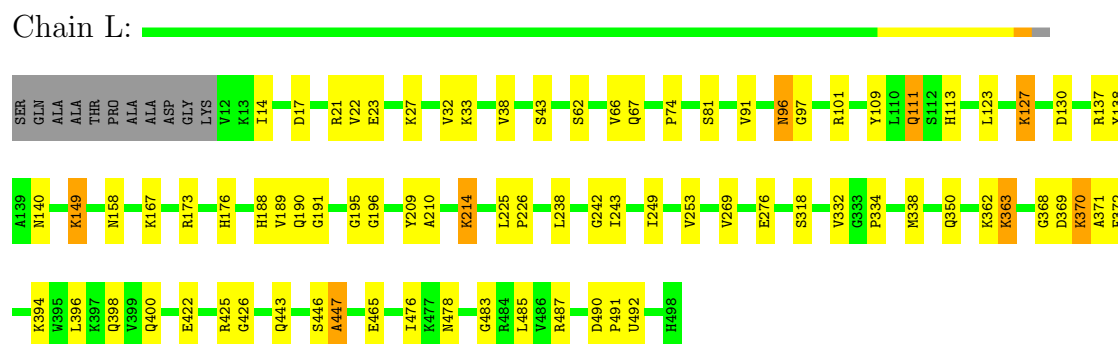 Chain L:
SER GLN ALA ALA THR PRO ALA ALA ASP GLY LYS V12 K13 I14 D17 R21 V22 E23 K27 V32 K33 V38 S43 S62 V66 Q67 P74 S81 V91 N96 G97 R101 Y109 L110 Q111 S112 H113 L123 K127 D130 R137
A139 N140 K149 N158 K167 R173 H176 H188 V189 Q190 G191 G195 G196 Y209 A210 K214 L225 P226 L238 G242 I243 I249 V253 V269 E276 S318 V332 G333 P334 M338 Q350 K362 K363 G368 D369 K370 A371
K394 W395 L396 K397 Q398 V399 Q400 E422 R425 G426 Q443 S446 A447 E465 I476 K477 N478 G483 R484 L485 V486 R487 D490 P491 U492 H498